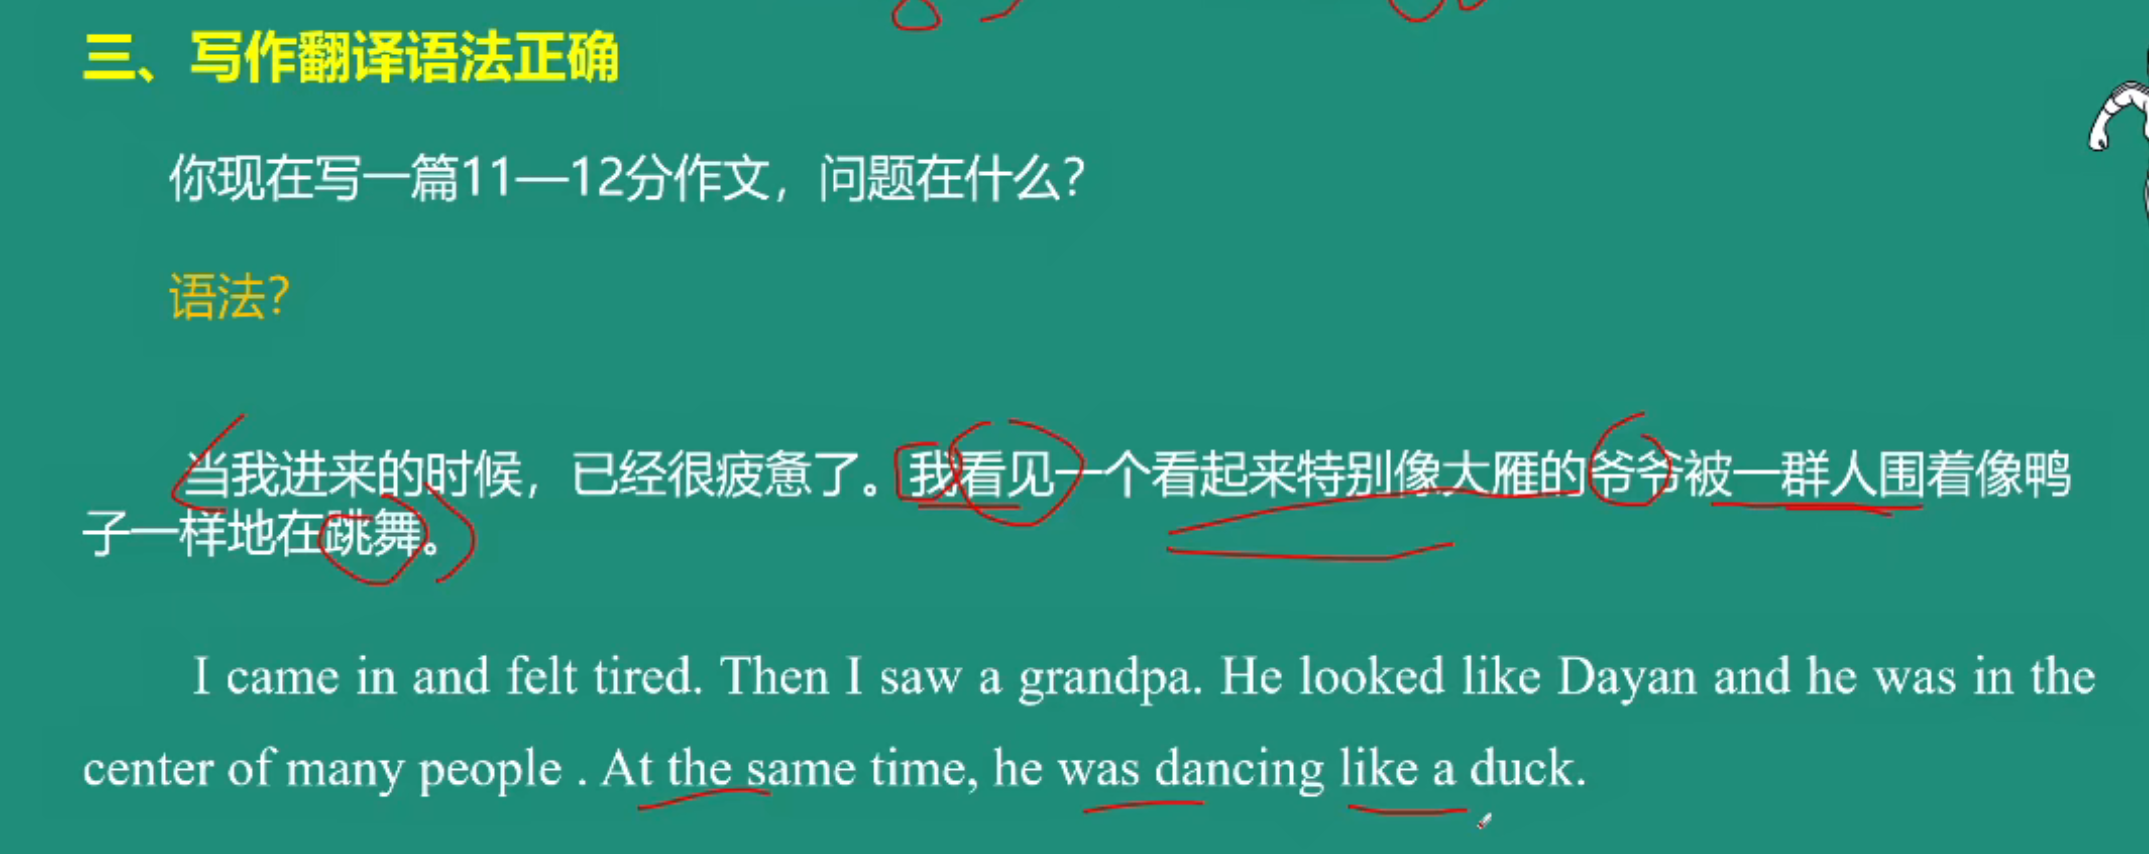 三、写作翻译语法正确
你现在写一篇11—12分作文，问题在什么？
语法？
当我进来的时候，已经很疲惫了。我看见一个看起来特别像大雁的爷爷被一群人围着像鸭
子一样地在跳舞。
I came in and felt tired. Then I saw a grandpa. He looked like Dayan and he was in the
center of many people . At the same time, he was dancing like a duck.